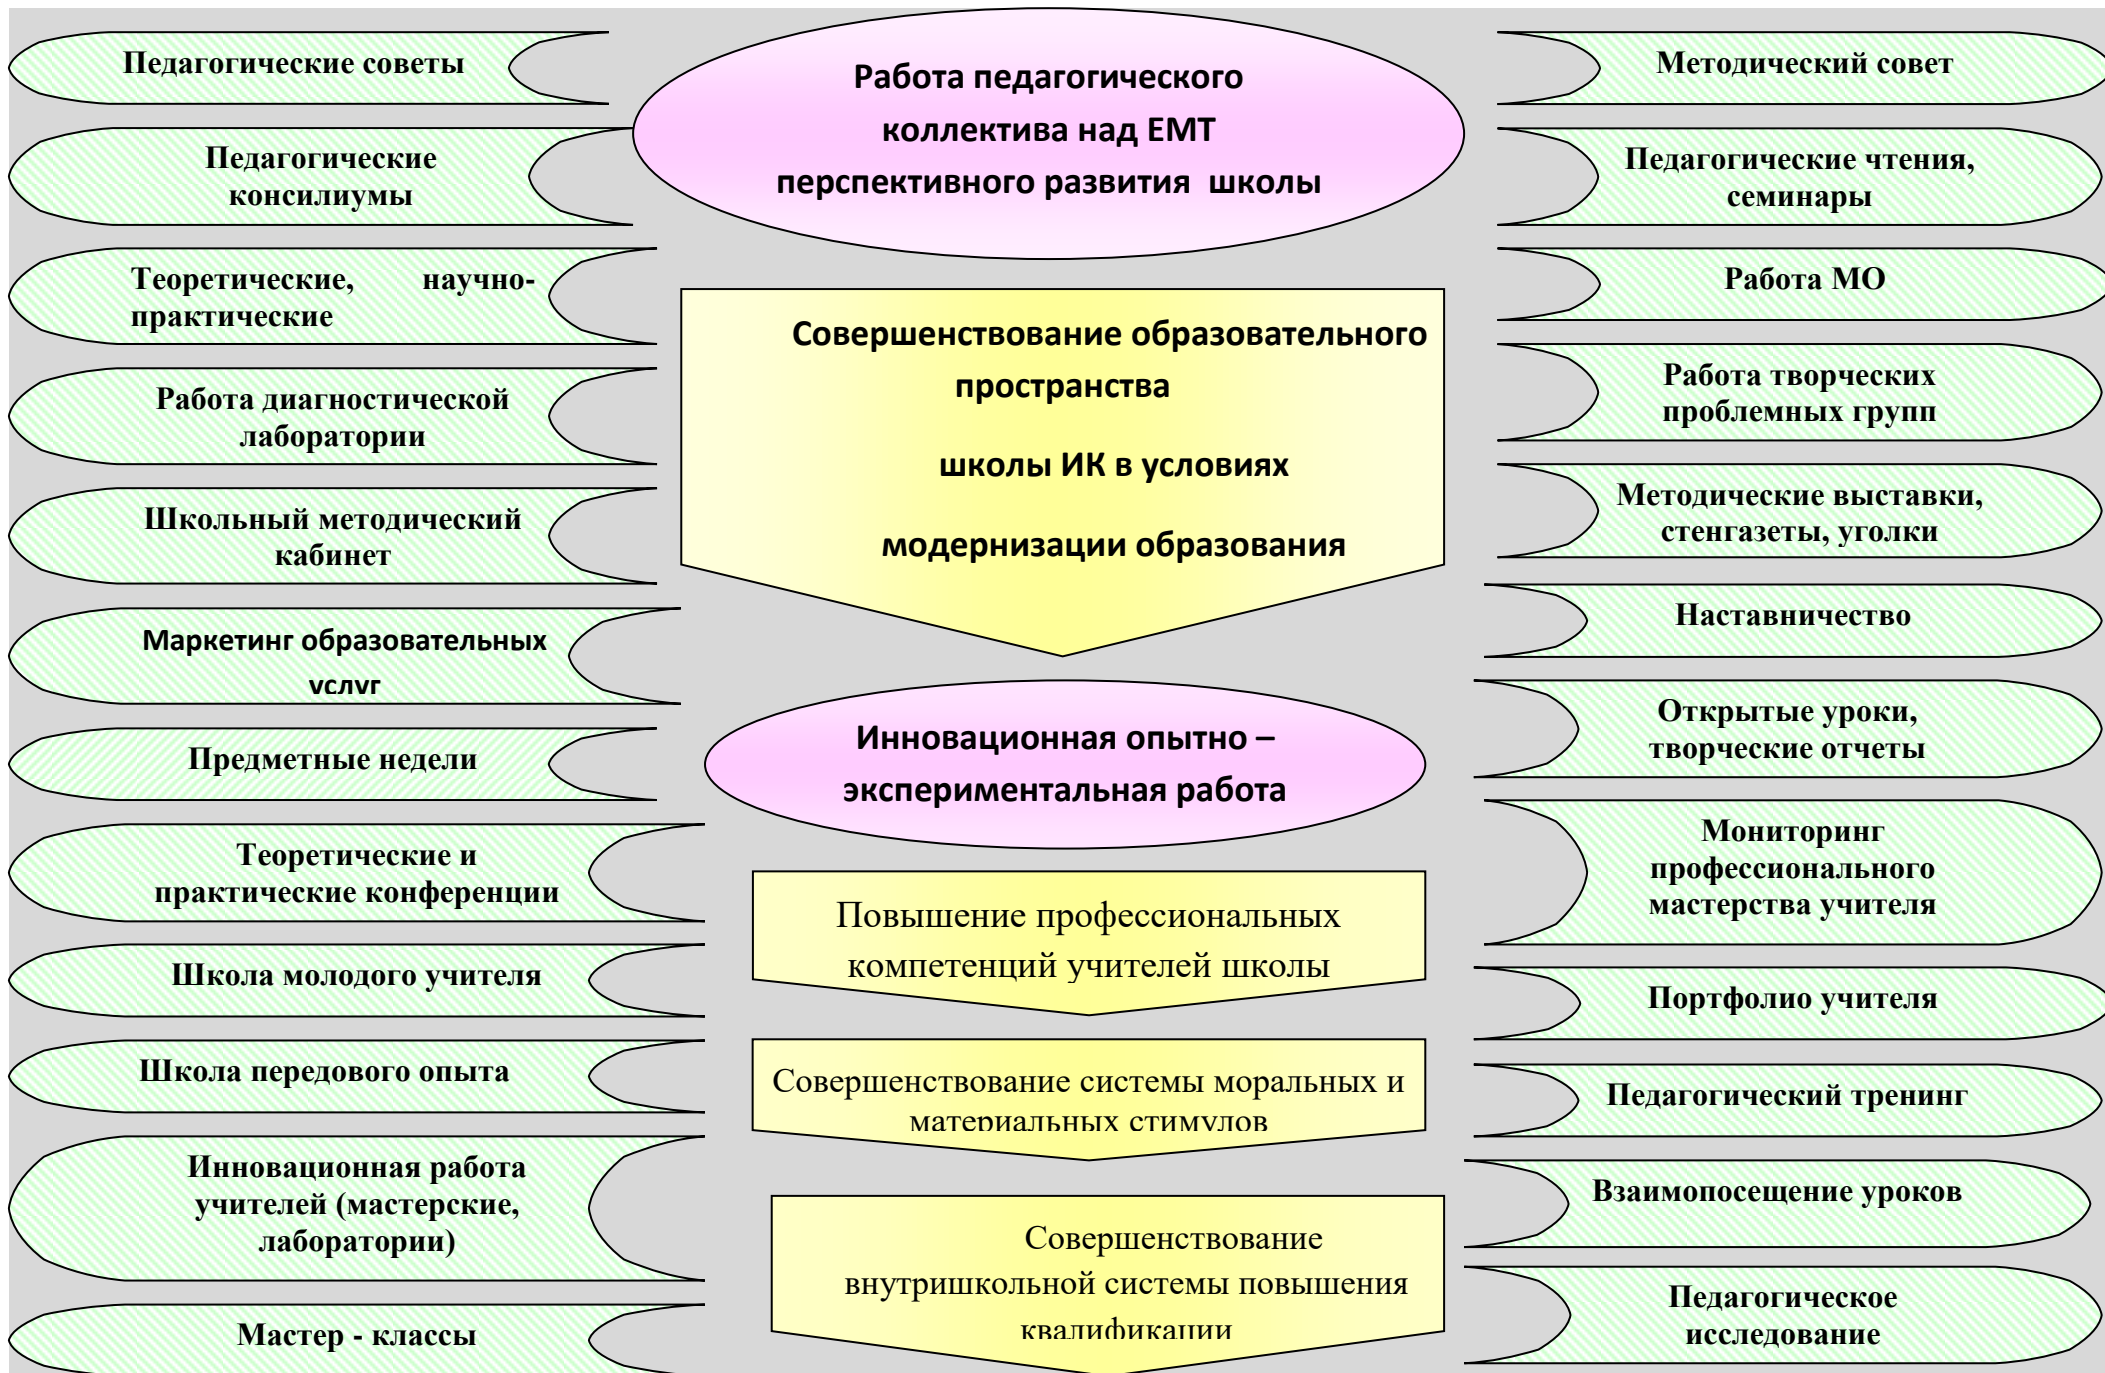 Педагогические советы
Педагогические
консилиумы
Теоретические, научно-
практические
Работа диагностической
лаборатории
Школьный методический
кабинет
Маркетинг образовательных
услуг
Предметные недели
Теоретические и
практические конференции
Школа молодого учителя
Школа передового опыта
Инновационная работа
учителей (мастерские,
лаборатории)
Мастер - классы
Работа педагогического
коллектива над ЕМТ
перспективного развития школы
Совершенствование образовательного
пространства
школы ИК в условиях
модернизации образования
Инновационная опытно –
экспериментальная работа
Повышение профессиональных
компетенций учителей школы
Совершенствование системы моральных и
материальных стимулов
Совершенствование
внутришкольной системы повышения
квалификации
Методический совет
Педагогические чтения,
семинары
Работа МО
Работа творческих
проблемных групп
Методические выставки,
стенгазеты, уголки
Наставничество
Открытые уроки,
творческие отчеты
Мониторинг
профессионального
мастерства учителя
Портфолио учителя
Педагогический тренинг
Взаимопосещение уроков
Педагогическое
исследование